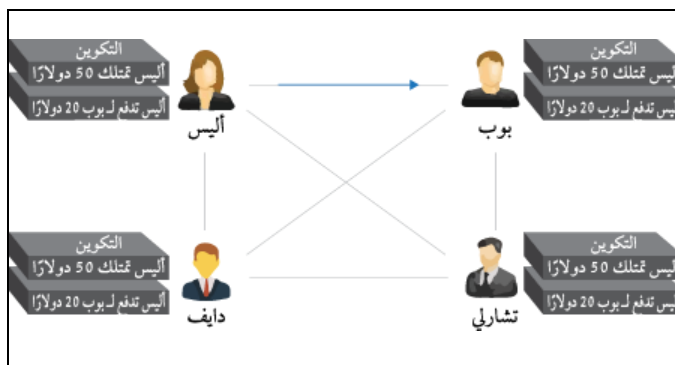 التكوين
أليس تمتلك 50 دولارًا
أليس تدفع لـ بوب 20 دولارًا
أليس
التكوين
أليس تمتلك 50 دولارًا
أليس تدفع لـ بوب 20 دولارًا
بوب
التكوين
أليس تمتلك 50 دولارًا
أليس تدفع لـ بوب 20 دولارًا
دايف
التكوين
أليس تمتلك 50 دولارًا
أليس تدفع لـ بوب 20 دولارًا
تشارلي